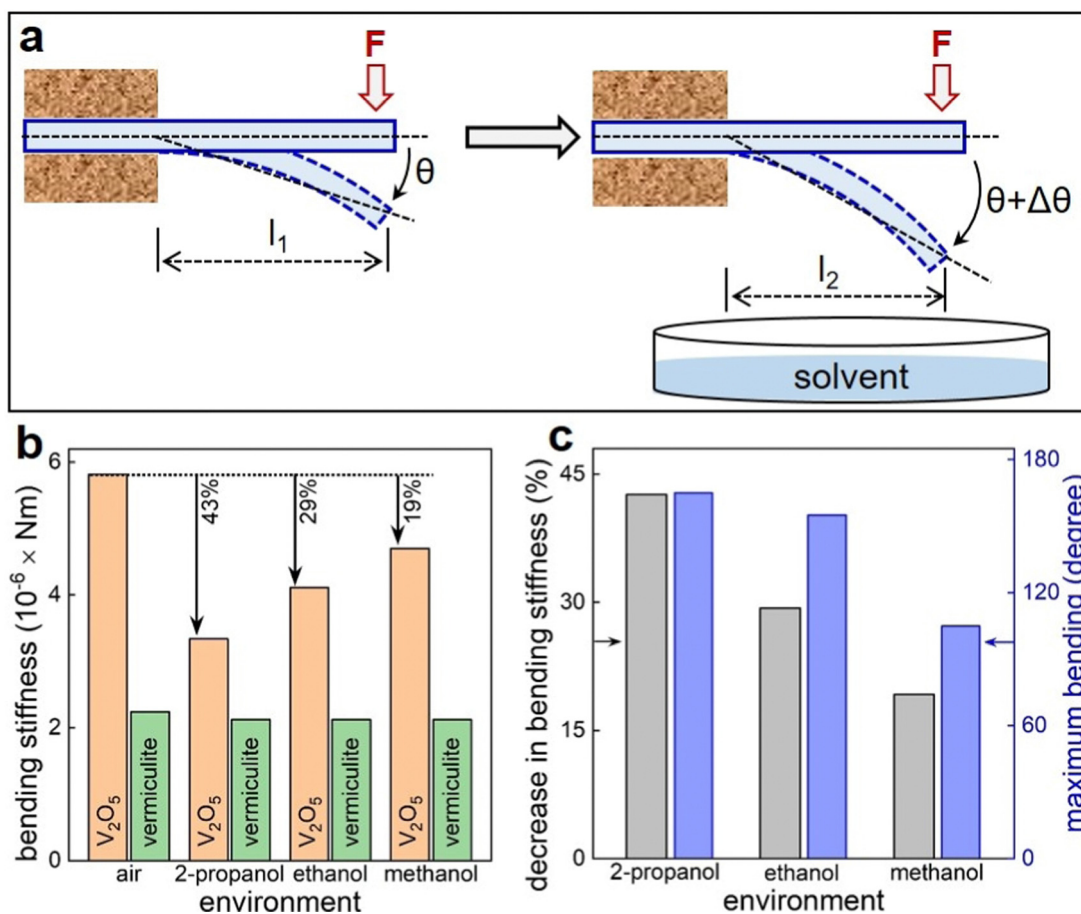 a
F
F
θ
θ+Δθ
l₁
l₂
solvent
b
bending stiffness (10⁻⁶ × Nm)
6
4
2
0
43%
29%
19%
V₂O₅
vermiculite
V₂O₅
vermiculite
V₂O₅
vermiculite
V₂O₅
vermiculite
air
2-propanol
ethanol
methanol
environment
c
decrease in bending stiffness (%)
45
30
15
0
180
120
60
0
maximum bending (degree)
2-propanol
ethanol
methanol
environment